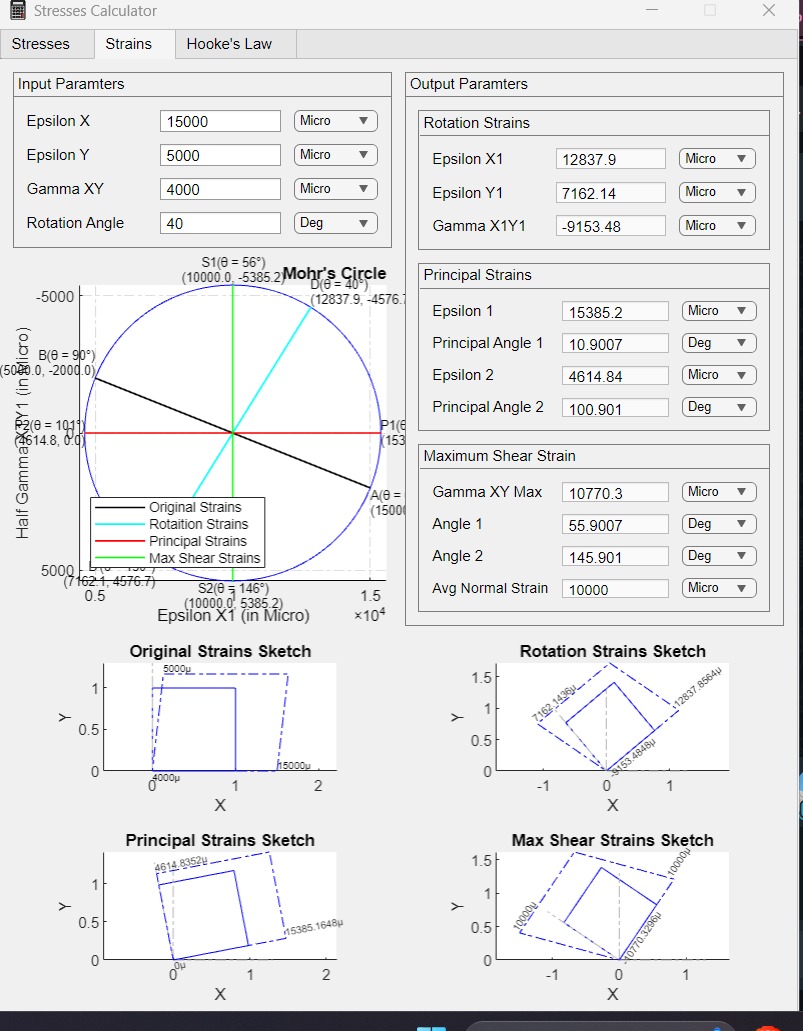 Stresses Calculator
Stresses Strains Hooke's Law
Input Paramters
Epsilon X 15000 Micro
Epsilon Y 5000 Micro
Gamma XY 4000 Micro
Rotation Angle 40 Deg
Output Paramters
Rotation Strains
Epsilon X1 12837.9 Micro
Epsilon Y1 7162.14 Micro
Gamma X1Y1 -9153.48 Micro
Principal Strains
Epsilon 1 15385.2 Micro
Principal Angle 1 10.9007 Deg
Epsilon 2 4614.84 Micro
Principal Angle 2 100.901 Deg
Maximum Shear Strain
Gamma XY Max 10770.3 Micro
Angle 1 55.9007 Deg
Angle 2 145.901 Deg
Avg Normal Strain 10000 Micro
Mohr's Circle
S1(θ = 56°)
(10000.0, -5385.2)
D(θ = 40°)
(12837.9, -4576.7
B(θ = 90°)
(5000.0, -2000.0)
P2(θ = 101°)
(4614.8, 0.0)
P1(θ
(153
A(θ =
(15000
(7162.1, 4576.7)
S2(θ = 146°)
(10000.0, 5385.2)
-5000
0
5000
0.5 1 1.5
×10⁴
Half Gamma X1Y1 (in Micro)
Epsilon X1 (in Micro)
Original Strains
Rotaition Strains
Principal Strains
Max Shear Strains
Original Strains Sketch
5000μ
15000μ
4000μ
1
0.5
0
0 1 2
Y
X
Rotation Strains Sketch
7162.1436μ
12837.8564μ
-9153.4848μ
1.5
1
0.5
0
-1 0 1
Y
X
Principal Strains Sketch
4614.8352μ
15385.1648μ
0μ
1
0.5
0
0 1 2
Y
X
Max Shear Strains Sketch
10000μ
10000μ
-10770.3296μ
1.5
1
0.5
0
-1 0 1
Y
X